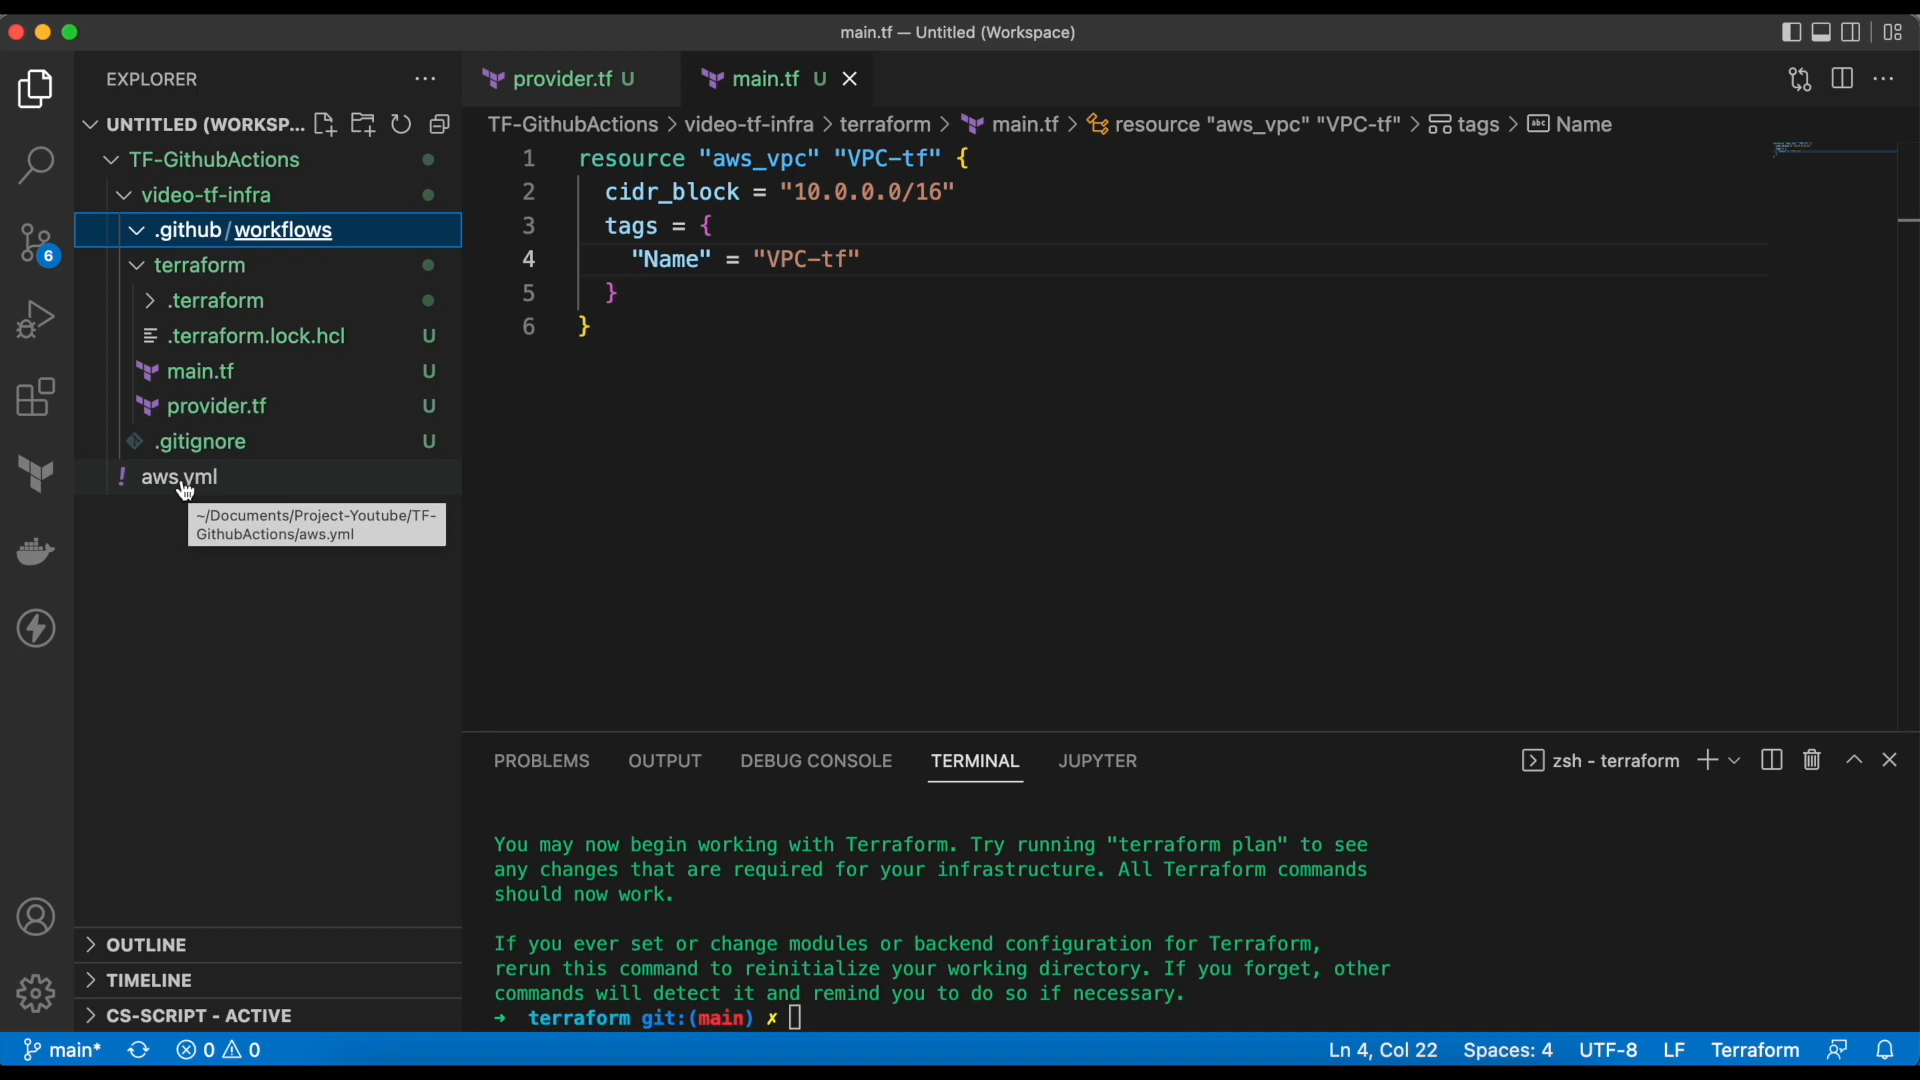 main.tf — Untitled (Workspace)
EXPLORER
UNTITLED (WORKSP...
TF-GithubActions
video-tf-infra
.github / workflows
terraform
.terraform
.terraform.lock.hcl U
main.tf U
provider.tf U
.gitignore U
! aws.yml
~/Documents/Project-Youtube/TF-
GithubActions/aws.yml
6
OUTLINE
TIMELINE
CS-SCRIPT - ACTIVE
provider.tf U
main.tf U
TF-GithubActions > video-tf-infra > terraform > main.tf > resource "aws_vpc" "VPC-tf" > tags > abc Name
1 resource "aws_vpc" "VPC-tf" {
2 cidr_block = "10.0.0.0/16"
3 tags = {
4 "Name" = "VPC-tf"
5 }
6 }
PROBLEMS OUTPUT DEBUG CONSOLE TERMINAL JUPYTER
zsh - terraform
You may now begin working with Terraform. Try running "terraform plan" to see
any changes that are required for your infrastructure. All Terraform commands
should now work.
If you ever set or change modules or backend configuration for Terraform,
rerun this command to reinitialize your working directory. If you forget, other
commands will detect it and remind you to do so if necessary.
→ terraform git:(main) ✗
main* 0 0
Ln 4, Col 22 Spaces: 4 UTF-8 LF Terraform